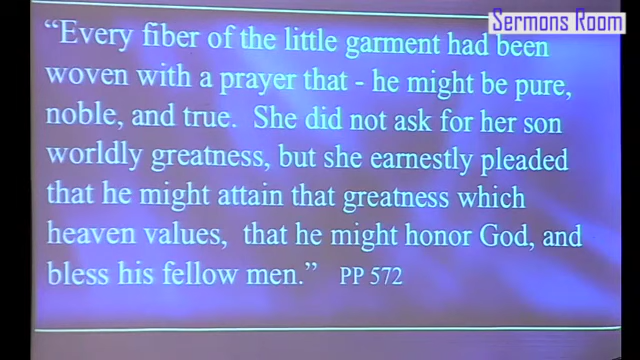 Sermons Room
“Every fiber of the little garment had been
woven with a prayer that - he might be pure,
noble, and true. She did not ask for her son
worldly greatness, but she earnestly pleaded
that he might attain that greatness which
heaven values, that he might honor God, and
bless his fellow men.” PP 572